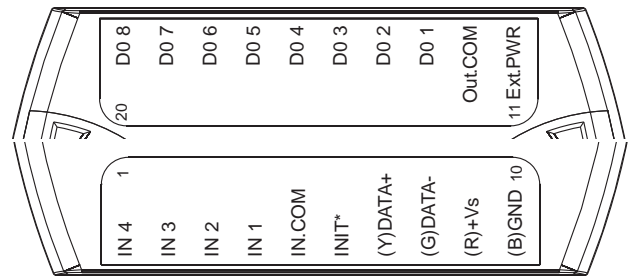 D0 8
D0 7
D0 6
D0 5
D0 4
D0 3
D0 2
D0 1
Out.COM
Ext.PWR
20
11
1
10
IN 4
IN 3
IN 2
IN 1
IN.COM
INIT*
(Y)DATA+
(G)DATA-
(R)+Vs
(B)GND